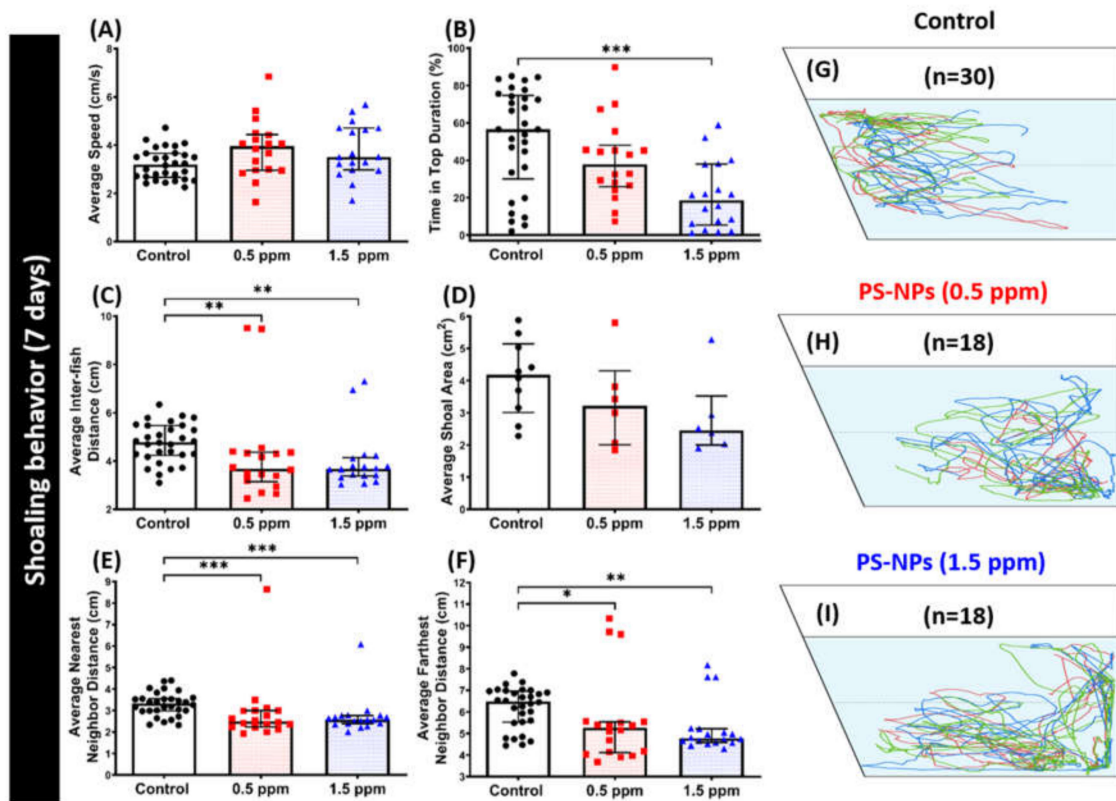 Shoaling behavior (7 days)
(A)
Average Speed (cm/s)
8
6
4
2
0
Control
0.5 ppm
1.5 ppm
(B)
Time in Top Duration (%)
100
80
60
40
20
0
***
Control
0.5 ppm
1.5 ppm
(C)
Average Inter-fish
Distance (cm)
10
8
6
4
2
**
**
Control
0.5 ppm
1.5 ppm
(D)
Average Shoal Area (cm²)
6
5
4
3
2
1
0
Control
0.5 ppm
1.5 ppm
(E)
Average Nearest
Neighbor Distance (cm)
9
8
7
6
5
4
3
2
1
0
***
***
Control
0.5 ppm
1.5 ppm
(F)
Average Farthest
Neighbor Distance (cm)
12
11
10
9
8
7
6
5
4
3
**
*
Control
0.5 ppm
1.5 ppm
Control
(G)
(n=30)
PS-NPs (0.5 ppm)
(H)
(n=18)
PS-NPs (1.5 ppm)
(I)
(n=18)